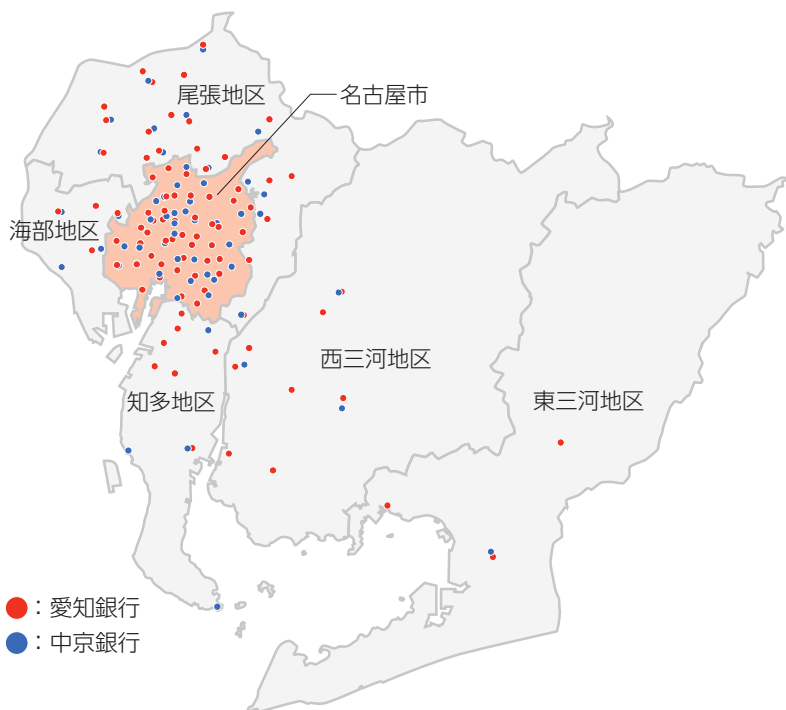 尾張地区
名古屋市
海部地区
西三河地区
知多地区
東三河地区
：愛知銀行
：中京銀行